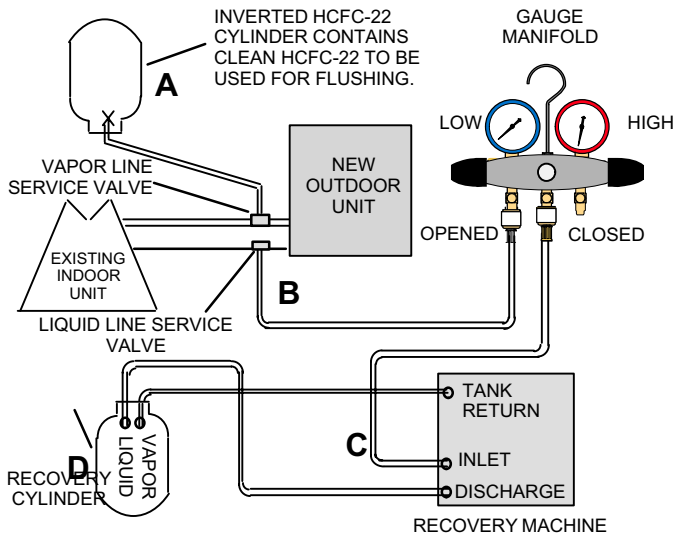 INVERTED HCFC-22
CYLINDER CONTAINS
CLEAN HCFC-22 TO BE
USED FOR FLUSHING.
GAUGE
MANIFOLD
A
LOW
HIGH
VAPOR LINE
SERVICE VALVE
NEW
OUTDOOR
UNIT
OPENED
CLOSED
EXISTING
INDOOR
UNIT
B
LIQUID LINE SERVICE
VALVE
TANK
RETURN
C
INLET
DISCHARGE
D
RECOVERY
CYLINDER
LIQUID
VAPOR
RECOVERY MACHINE